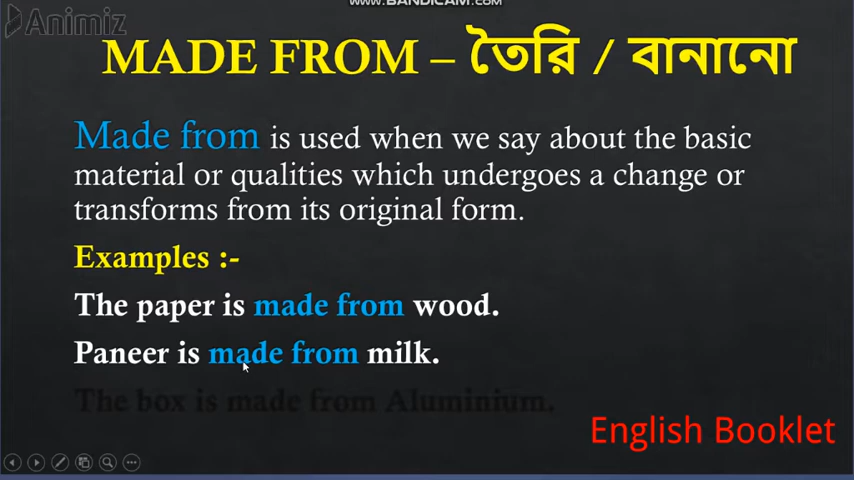 WWW.BANDICAM.COM
Animiz
MADE FROM – তৈরি / বানানো
Made from is used when we say about the basic
material or qualities which undergoes a change or
transforms from its original form.
Examples :-
The paper is made from wood.
Paneer is made from milk.
The box is made from Aluminium.
English Booklet